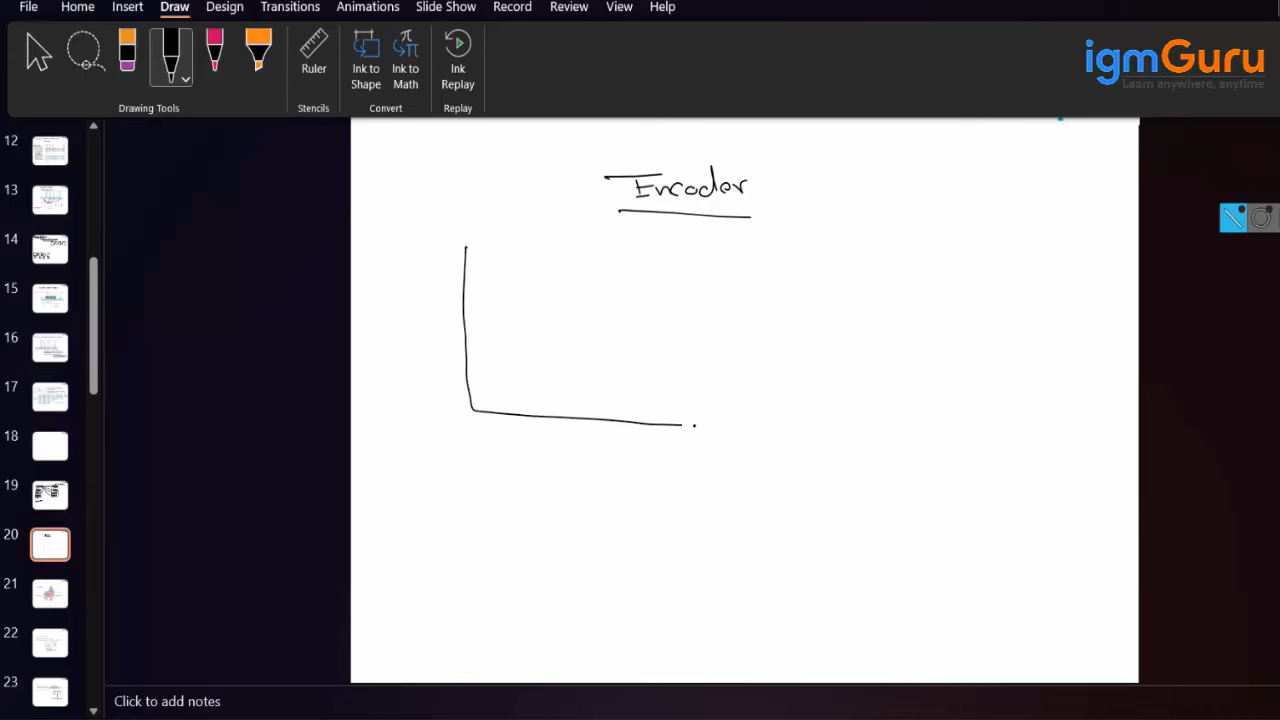 File Home Insert Draw Design Transitions Animations Slide Show Record Review View Help
Ruler
Ink to Shape
Ink to Math
Ink Replay
Drawing Tools Stencils Convert Replay
igmGuru
Learn anywhere, anytime
Encoder
12
13
14
15
16
17
18
19
20
21
22
23
Click to add notes